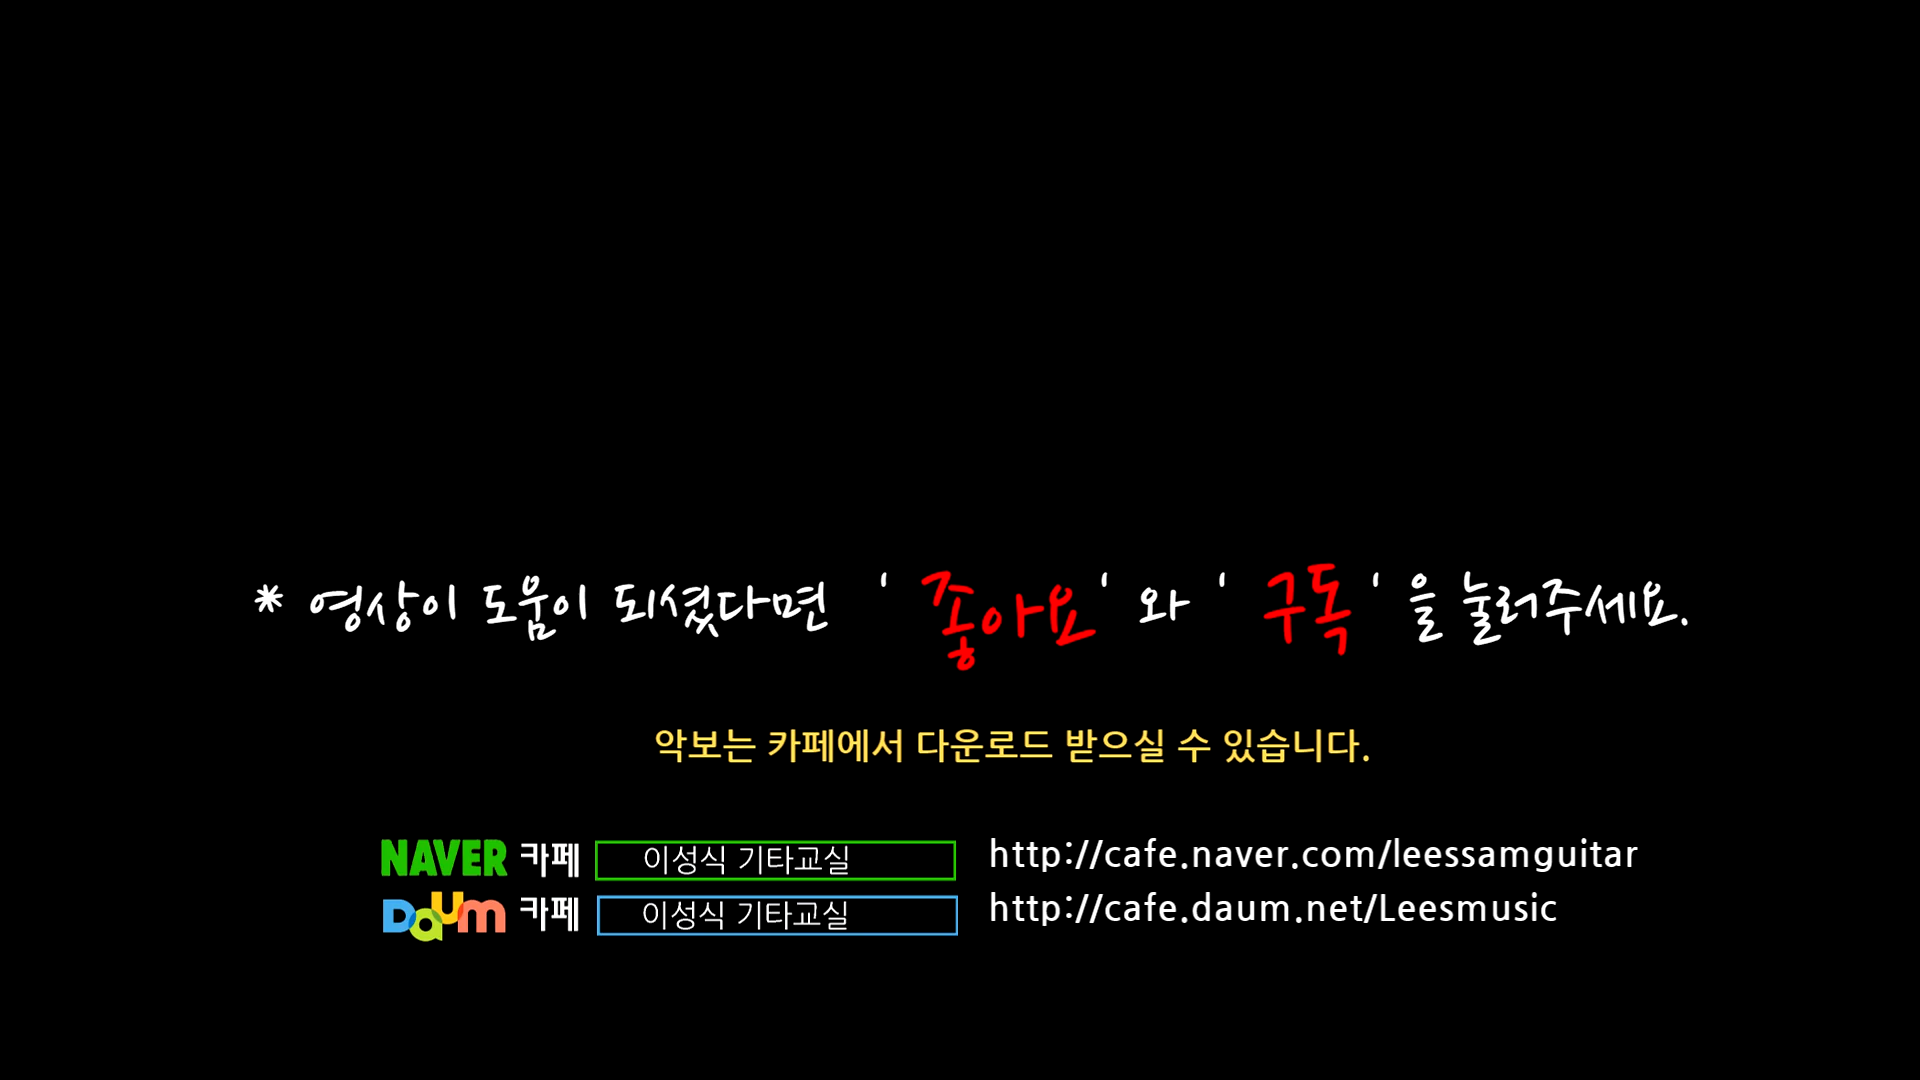 * 영상이 도움이 되셨다면 ' 좋아요' 와 ' 구독 ' 을 눌러주세요.
악보는 카페에서 다운로드 받으실 수 있습니다.
NAVER 카페 이성식 기타교실 http://cafe.naver.com/leessamguitar
Daum 카페 이성식 기타교실 http://cafe.daum.net/Leesmusic